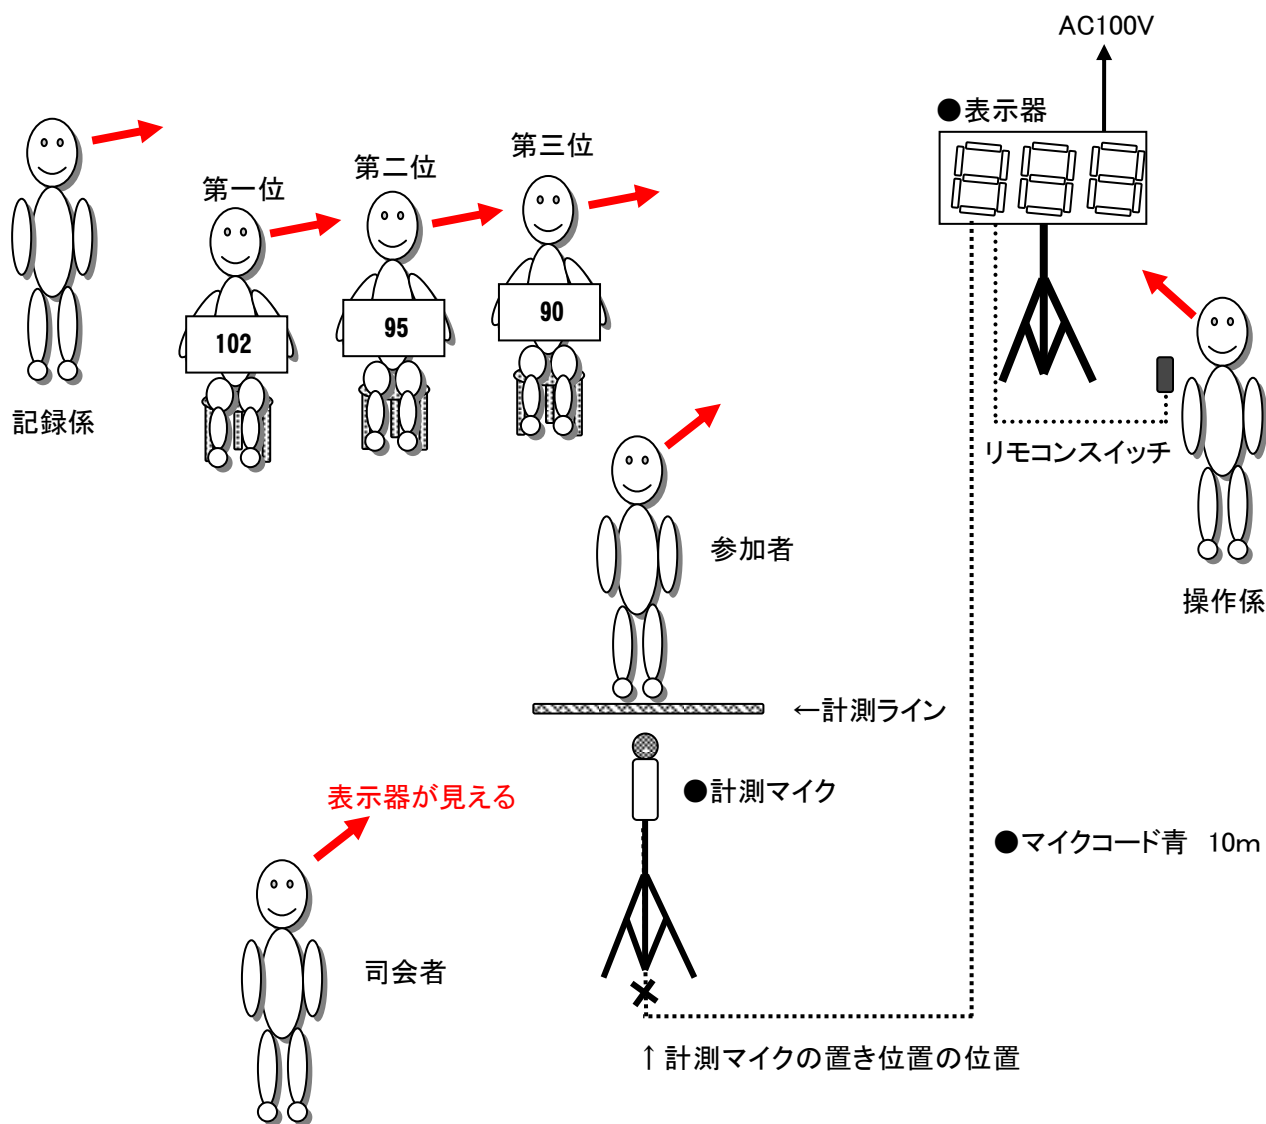 AC100V
●表示器
第三位
第二位
第一位
102
95
90
記録係
リモコンスイッチ
参加者
操作係
←計測ライン
●計測マイク
表示器が見える
●マイクコード青 10m
司会者
↑計測マイクの置き位置の位置